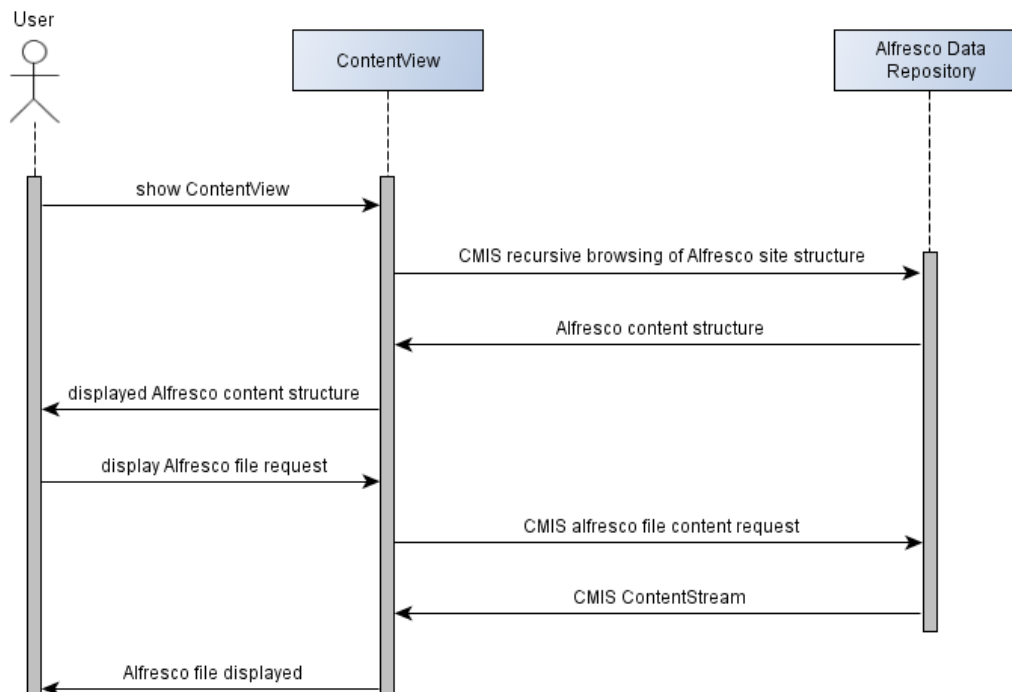 User
ContentView
Alfresco Data
Repository
show ContentView
CMIS recursive browsing of Alfresco site structure
Alfresco content structure
displayed Alfresco content structure
display Alfresco file request
CMIS alfresco file content request
CMIS ContentStream
Alfresco file displayed